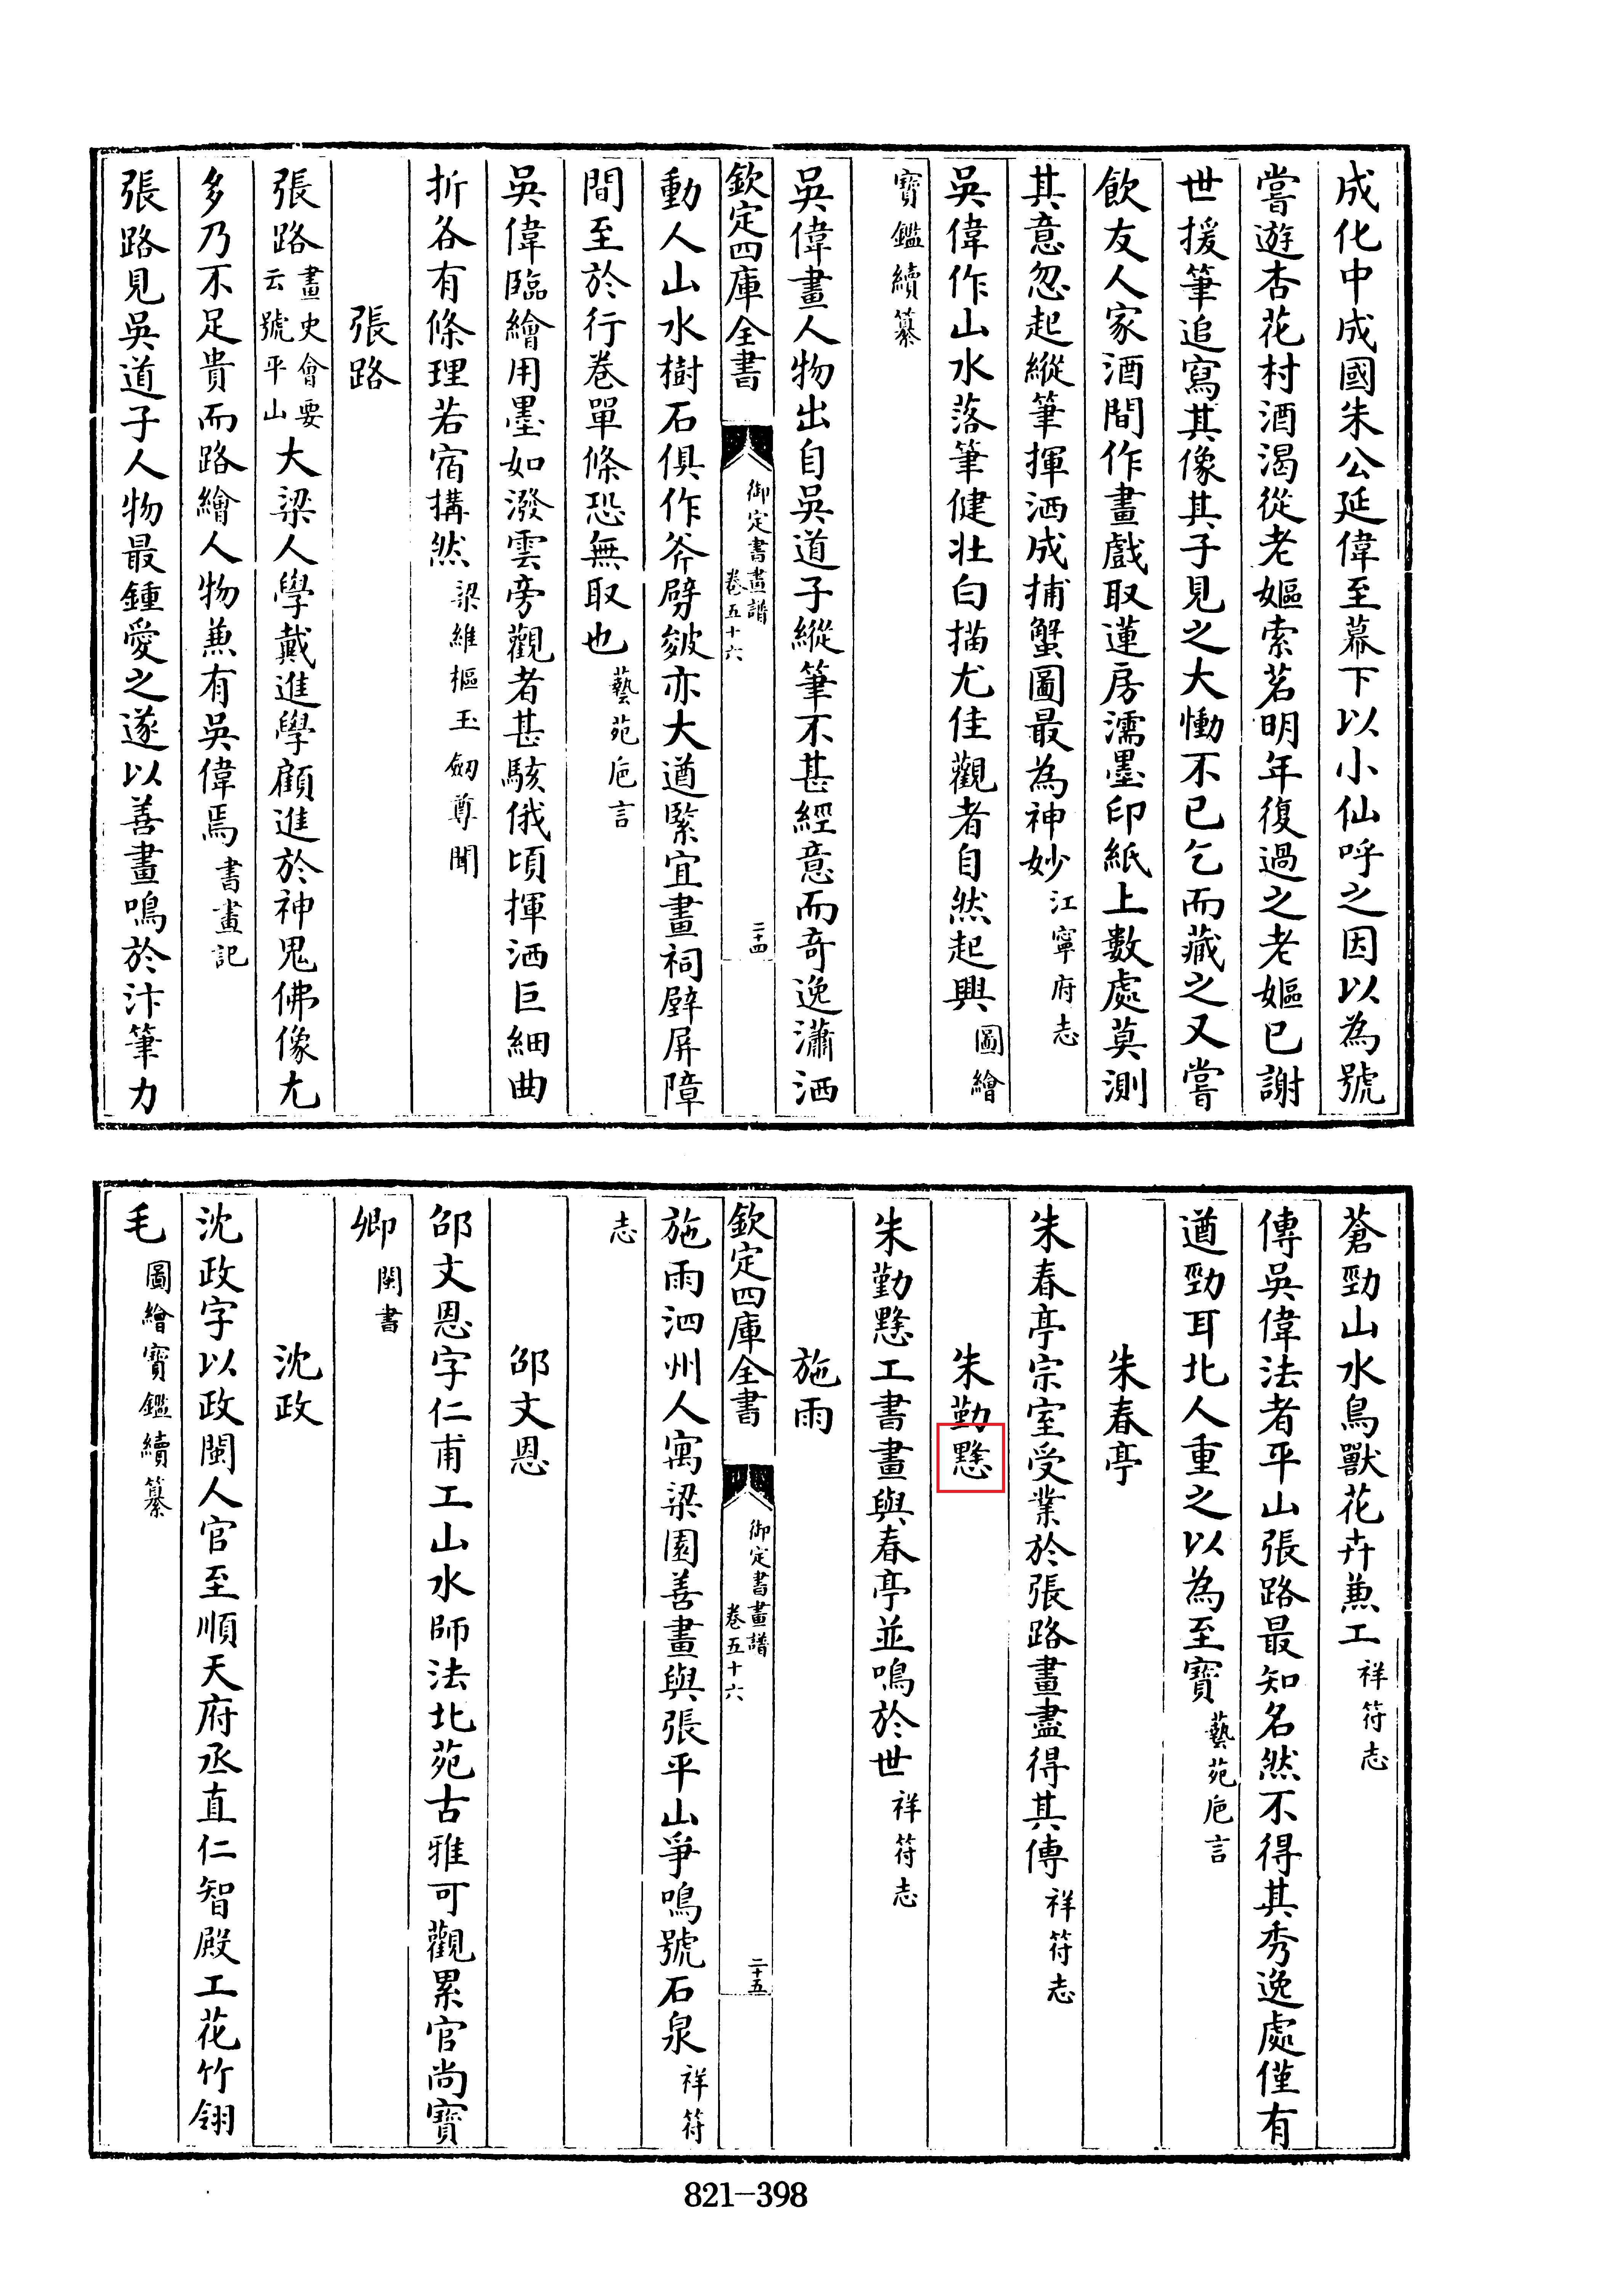 成化中成國朱公延偉至幕下以小仙呼之因以為號
嘗遊杏花村酒渴從老嫗索茗明年復過之老嫗已謝
世援筆追寫其像其子見之大慟不已乞而藏之又嘗
飲友人家酒間作畫戲取蓮房濡墨印紙上數處莫測
其意忽起縱筆揮洒成捕蟹圖最為神妙江寧府志
吳偉作山水落筆健壯白描尤佳觀者自然起興圖繪
寶鑑續纂
吳偉畫人物出自吳道子縱筆不甚經意而奇逸瀟洒
欽定四庫全書
御定書畫譜
卷五十六
二十四
動人山水樹石俱作斧劈皴亦大遒緊宜畫祠壁屏障
間至於行卷單條恐無取也藝苑巵言
吳偉臨繪用墨如潑雲旁觀者甚駭俄頃揮洒巨細曲
折各有條理若宿搆然梁維樞玉劒尊聞
張路
張路畫史會要云號平山大梁人學戴進學顧進於神鬼佛像尤
多乃不足貴而路繪人物兼有吳偉焉書畫記
張路見吳道子人物最鍾愛之遂以善畫鳴於汴筆力
蒼勁山水鳥獸花卉兼工祥符志
傳吳偉法者平山張路最知名然不得其秀逸處僅有
遒勁耳北人重之以為至寶藝苑巵言
朱春亭
朱春亭宗室受業於張路畫盡得其傳祥符志
朱勤
朱勤工書畫與春亭並鳴於世祥符志
施雨
欽定四庫全書
御定書畫譜
卷五十六
二十五
施雨泗州人寓梁園善畫與張平山爭鳴號石泉祥符
志
邵文恩
邵文恩字仁甫工山水師法北苑古雅可觀累官尚寶
卿閩書
沈政
沈政字以政閩人官至順天府丞直仁智殿工花竹翎
毛圖繪寶鑑續纂
821-398